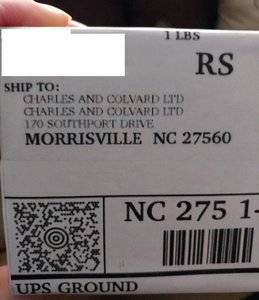 1 LBS
RS
SHIP TO:
CHARLES AND COLVARD LTD
CHARLES AND COLVARD LTD
170 SOUTHPORT DRIVE
MORRISVILLE NC 27560
NC 275 1-
UPS GROUND